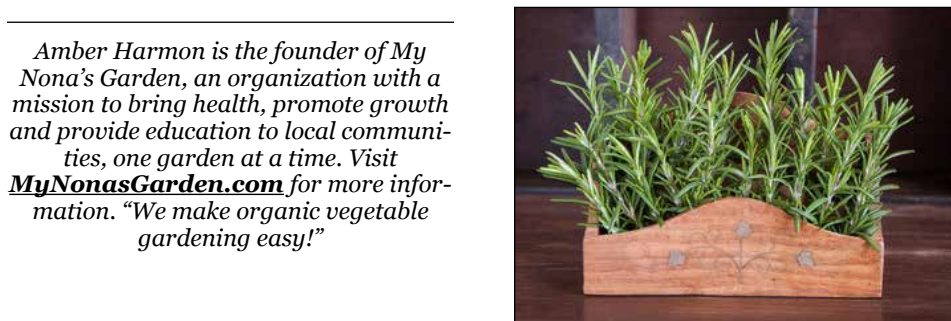 Amber Harmon is the founder of My
Nona’s Garden, an organization with a
mission to bring health, promote growth
and provide education to local communi-
ties, one garden at a time. Visit
MyNonasGarden.com for more infor-
mation. “We make organic vegetable
gardening easy!”